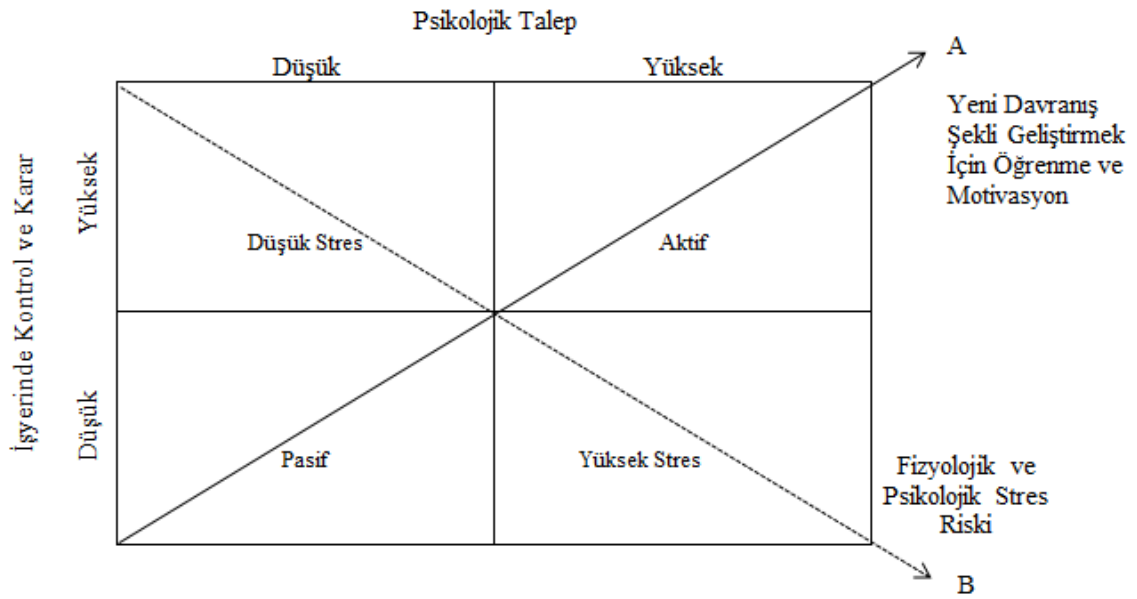 Psikolojik Talep
Düşük
Yüksek
A
Yeni Davranış
Şekli Geliştirmek
İçin Öğrenme ve
Motivasyon
İşyerinde Kontrol ve Karar
Yüksek
Düşük Stres
Aktif
Düşük
Pasif
Yüksek Stres
Fizyolojik ve
Psikolojik Stres
Riski
B